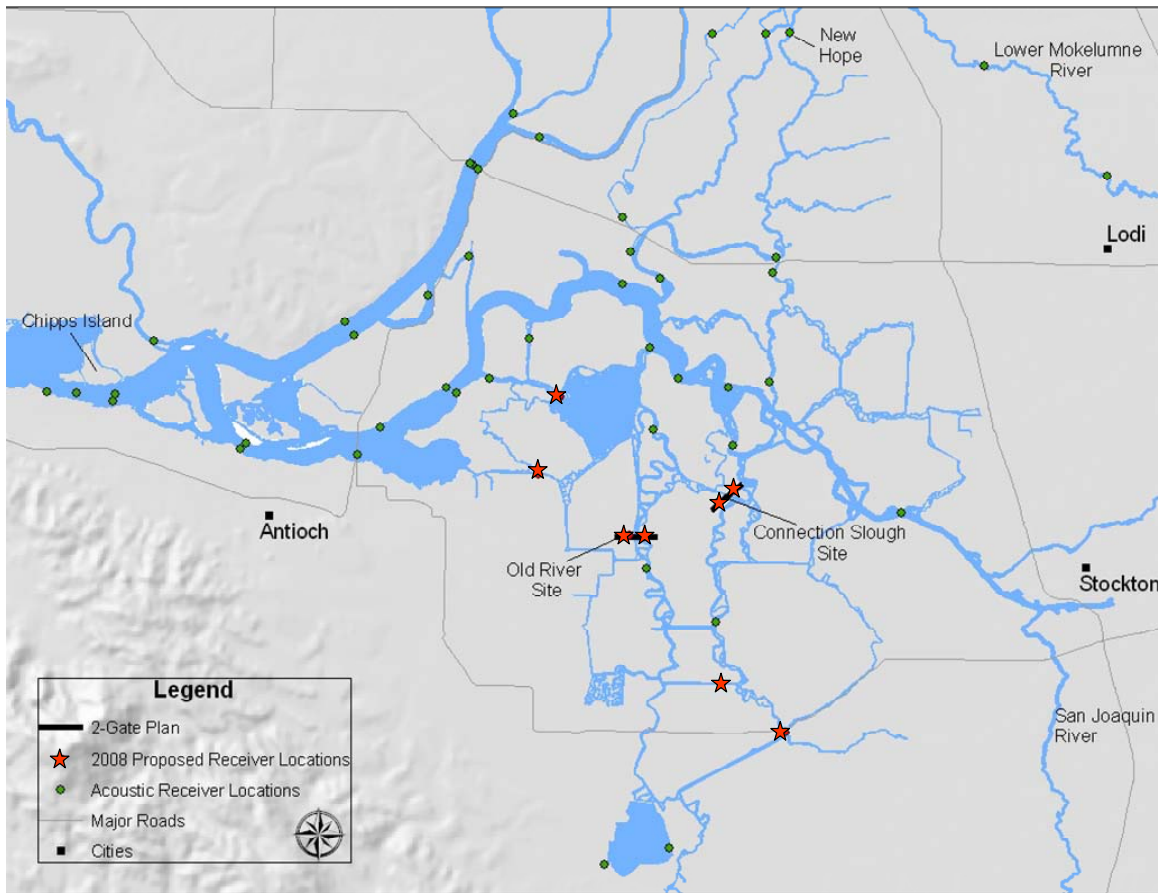 New
Hope
Lower Mokelumne
River
Lodi
Chipps Island
Antioch
Connection Slough
Site
Old River
Site
Stockton
San Joaquin
River
Legend
2-Gate Plan
2008 Proposed Receiver Locations
Acoustic Receiver Locations
Major Roads
Cities